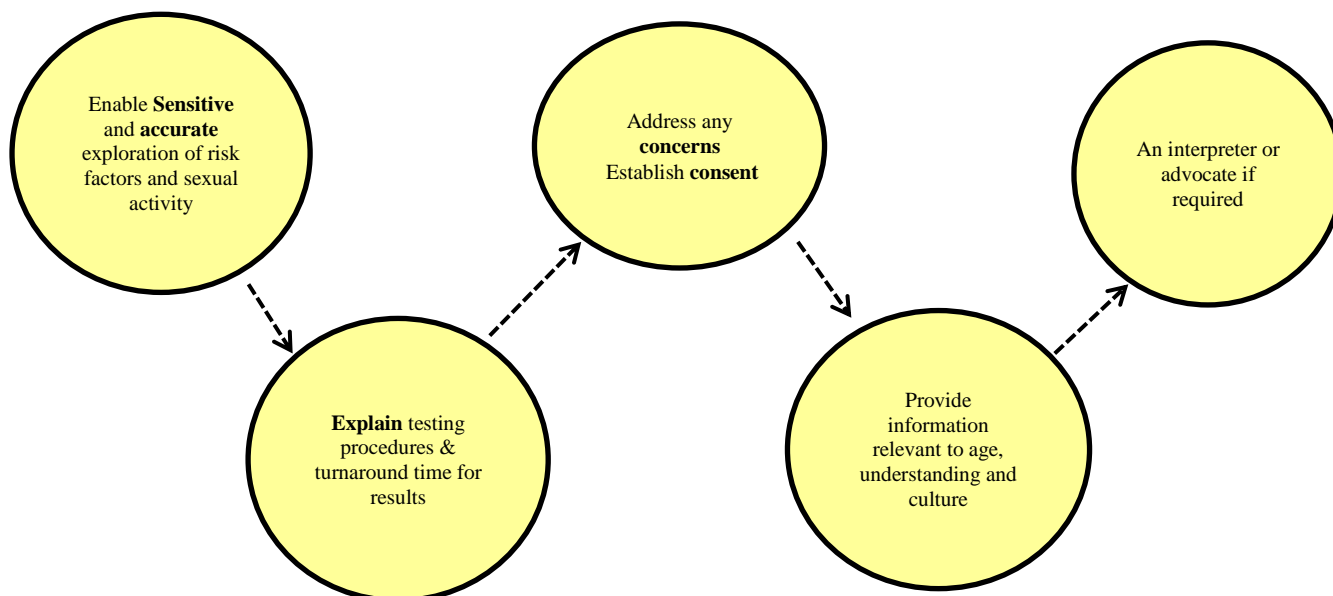 Enable Sensitive
and accurate
exploration of risk
factors and sexual
activity
Explain testing
procedures &
turnaround time for
results
Address any
concerns
Establish consent
Provide
information
relevant to age,
understanding and
culture
An interpreter or
advocate if
required